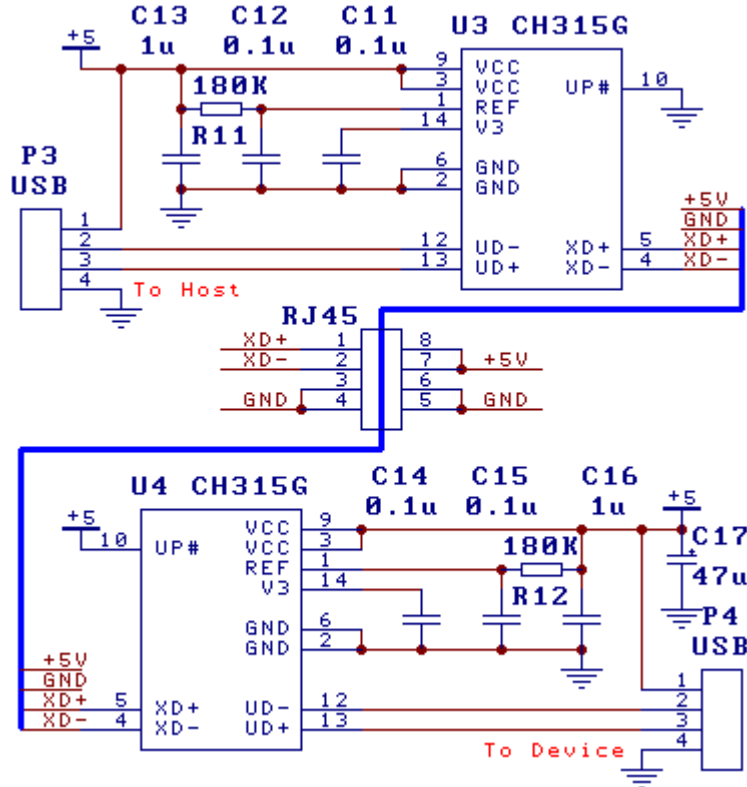 C13 C12 C11 U3 CH315G
+5 1u 0.1u 0.1u
9 VCC
3 VCC UP# 10
180K 1 REF
14 V3
R11
P3
USB
6 GND
2 GND
1
2 12 UD- XD+ 5 XD+
3 13 UD+ XD- 4 XD-
4
+5V
GND
To Host
RJ45
XD+ 1 8
XD- 2 7 +5V
3 6
GND 4 5 GND
U4 CH315G C14 C15 C16
+5 0.1u 0.1u 1u +5
10 UP# VCC 9
VCC 3 180K C17
REF 1
V3 14 R12 47u
GND 6 P4
GND 2 USB
+5V
GND 1
XD+ 5 XD+ UD- 12 2
XD- 4 XD- UD+ 13 3
To Device 4